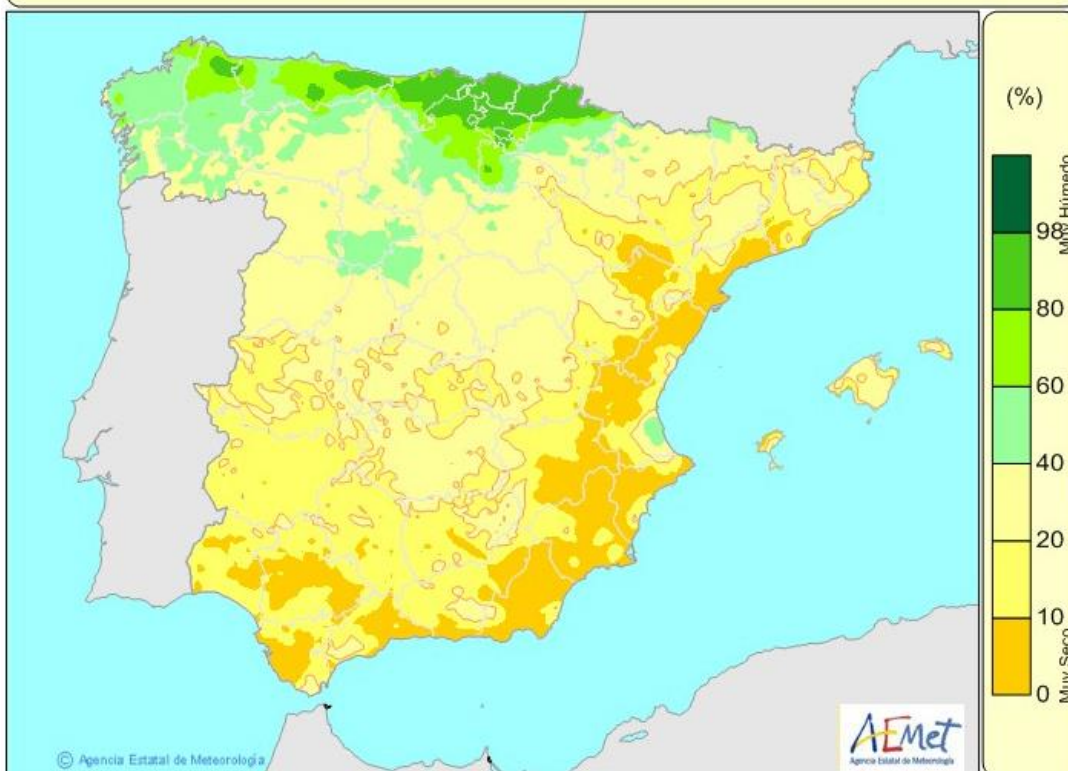 (%)
98
80
60
40
20
10
0
Muy Húmedo
Muy Seco
© Agencia Estatal de Meteorología
AEMet
Agencia Estatal de Meteorología